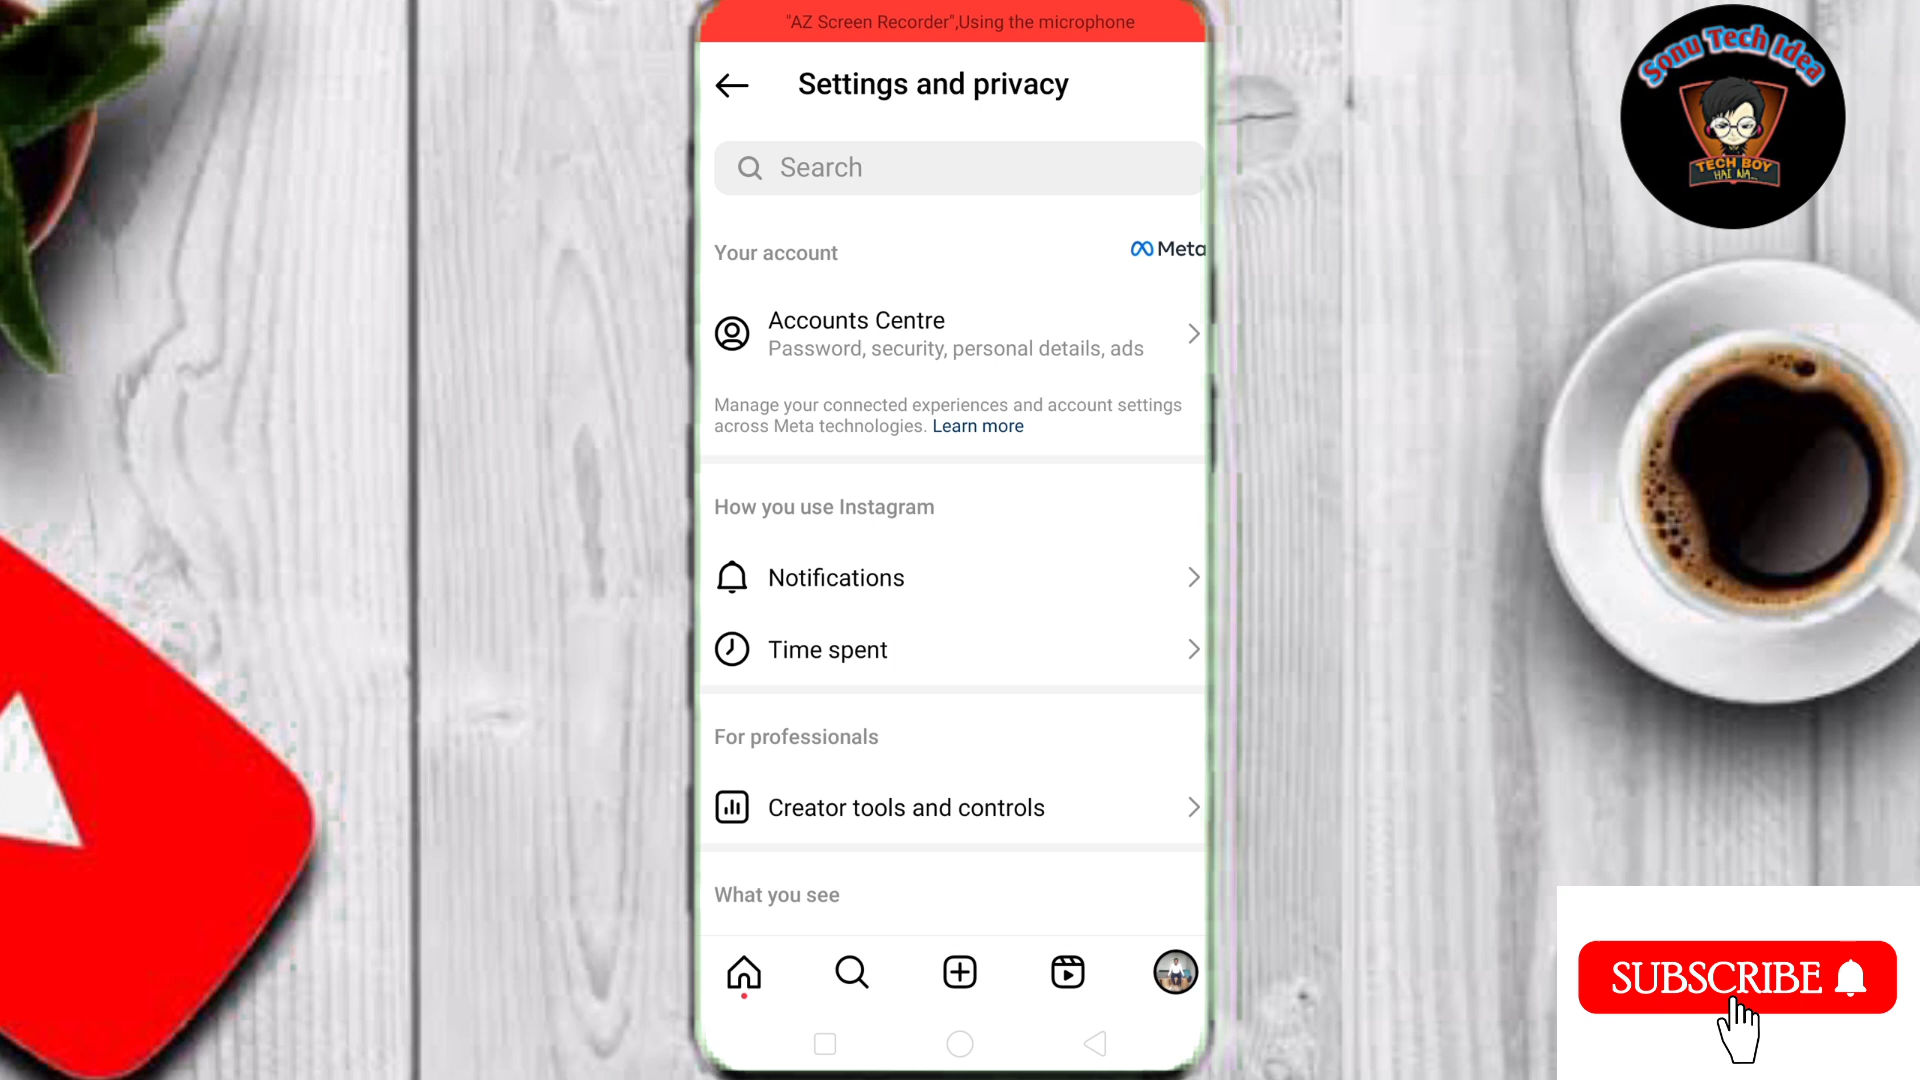 "AZ Screen Recorder",Using the microphone
Settings and privacy
Search
Your account
Meta
Accounts Centre
Password, security, personal details, ads
Manage your connected experiences and account settings
across Meta technologies. Learn more
How you use Instagram
Notifications
Time spent
For professionals
Creator tools and controls
What you see
Sonu Tech Idea
TECH BOY
HAI NA...
SUBSCRIBE